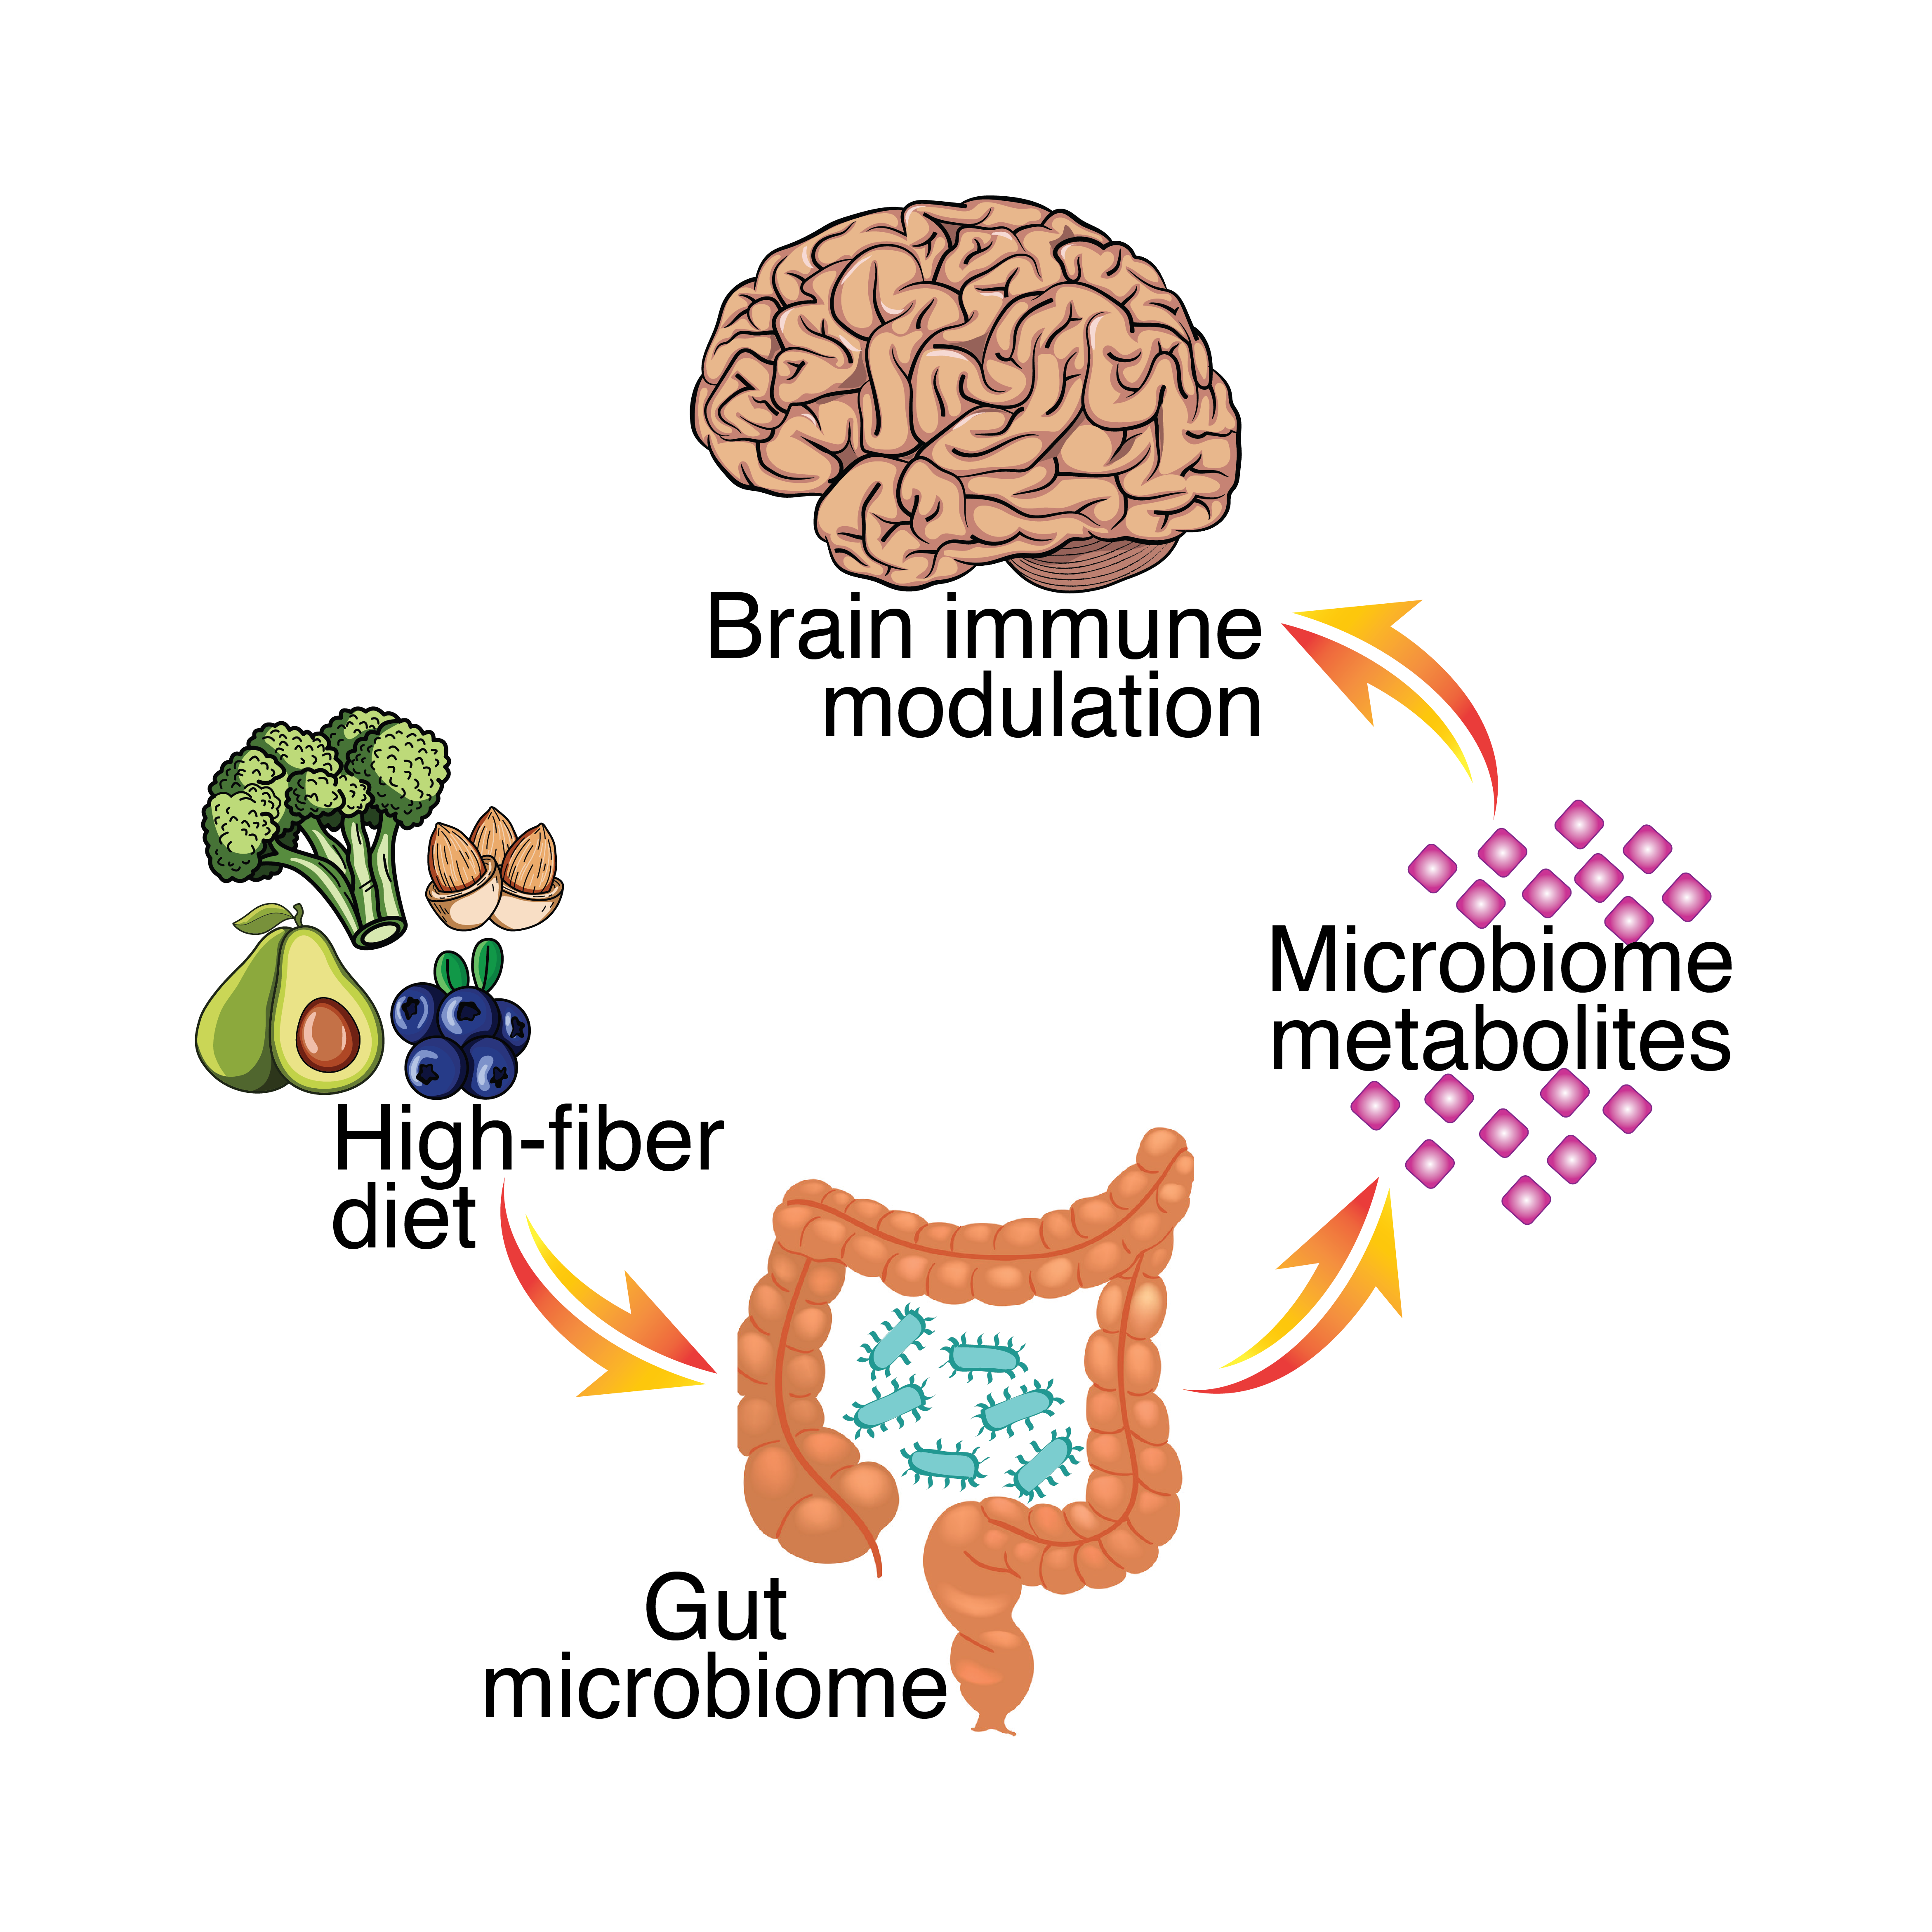 Brain immune
modulation
High-fiber
diet
Microbiome
metabolites
Gut
microbiome